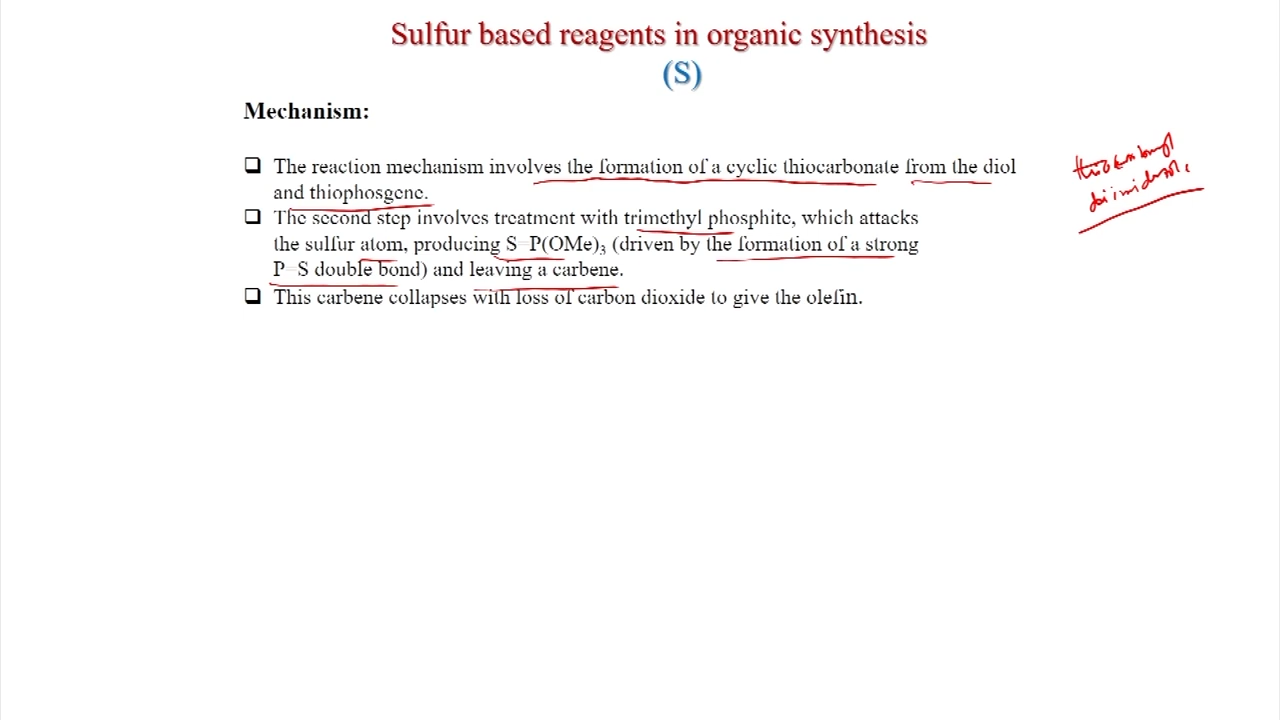 Sulfur based reagents in organic synthesis
(S)
Mechanism:
❑ The reaction mechanism involves the formation of a cyclic thiocarbonate from the diol
and thiophosgene.
❑ The second step involves treatment with trimethyl phosphite, which attacks
the sulfur atom, producing S=P(OMe)₃ (driven by the formation of a strong
P=S double bond) and leaving a carbene.
❑ This carbene collapses with loss of carbon dioxide to give the olefin.